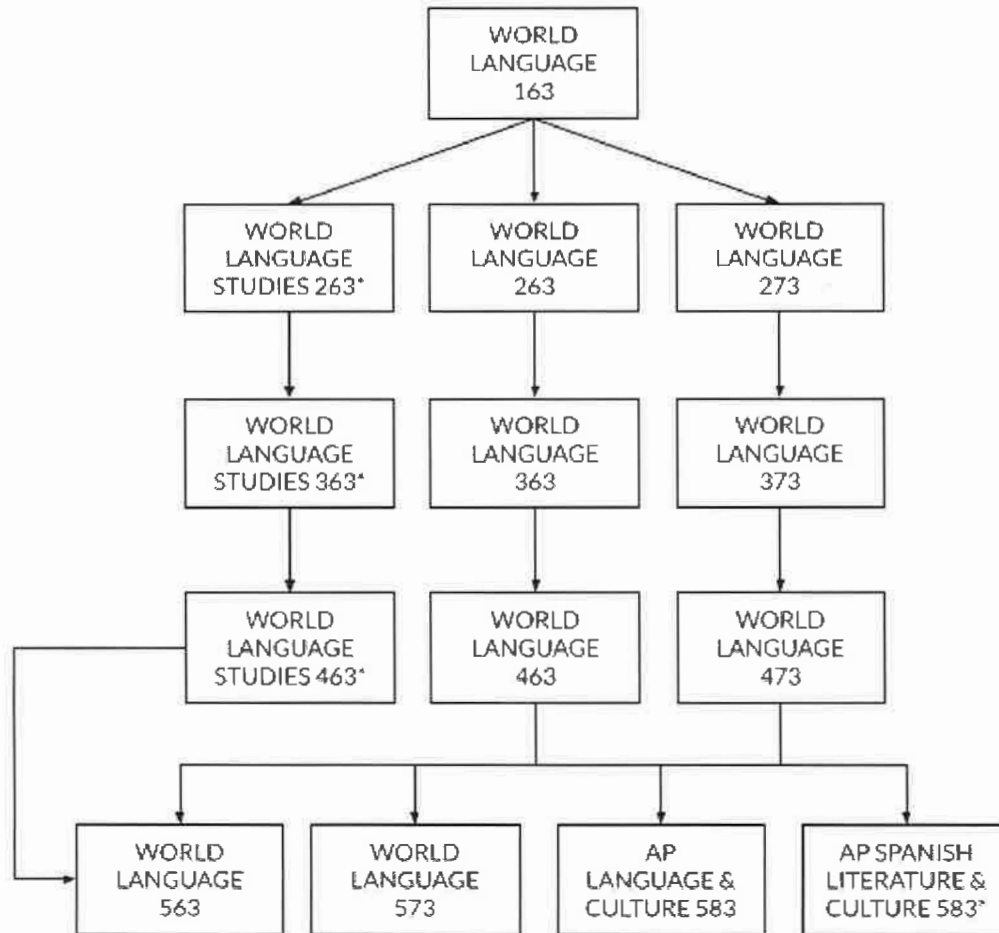 WORLD
LANGUAGE
163
WORLD
LANGUAGE
STUDIES 263*
WORLD
LANGUAGE
263
WORLD
LANGUAGE
273
WORLD
LANGUAGE
STUDIES 363*
WORLD
LANGUAGE
363
WORLD
LANGUAGE
373
WORLD
LANGUAGE
STUDIES 463*
WORLD
LANGUAGE
463
WORLD
LANGUAGE
473
WORLD
LANGUAGE
563
WORLD
LANGUAGE
573
AP
LANGUAGE &
CULTURE 583
AP SPANISH
LITERATURE &
CULTURE 583*